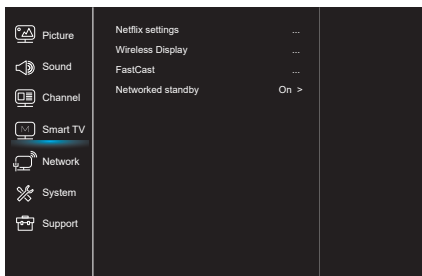 Picture
Sound
Channel
M Smart TV
Network
System
Support
Netflix settings ...
Wireless Display ...
FastCast ...
Networked standby On >